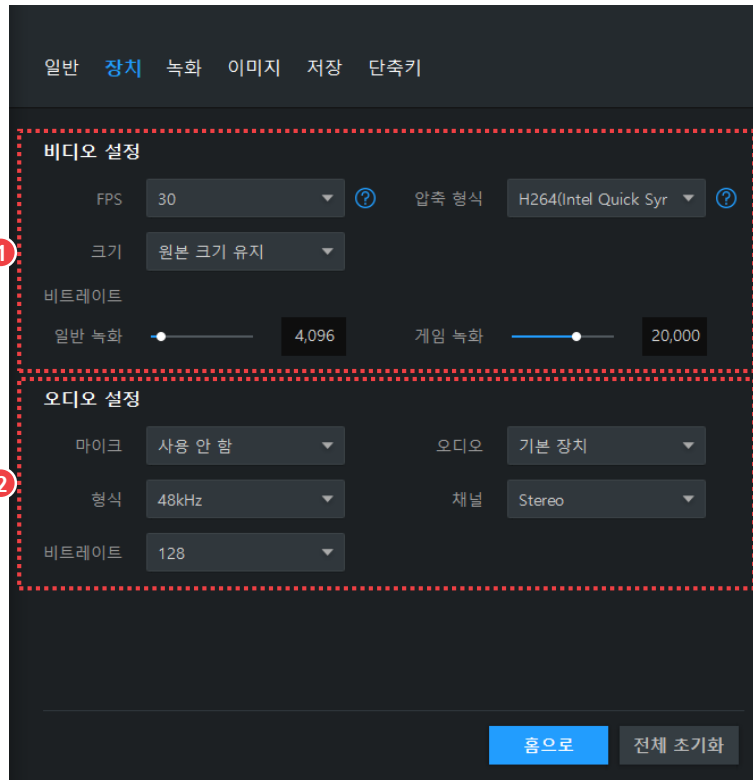 일반 장치 녹화 이미지 저장 단축키
비디오 설정
FPS 30 ? 압축 형식 H264(Intel Quick Syr ?
1
크기 원본 크기 유지
비트레이트
일반 녹화 4,096 게임 녹화 20,000
오디오 설정
마이크 사용 안 함 오디오 기본 장치
2
형식 48kHz 채널 Stereo
비트레이트 128
홈으로 전체 초기화